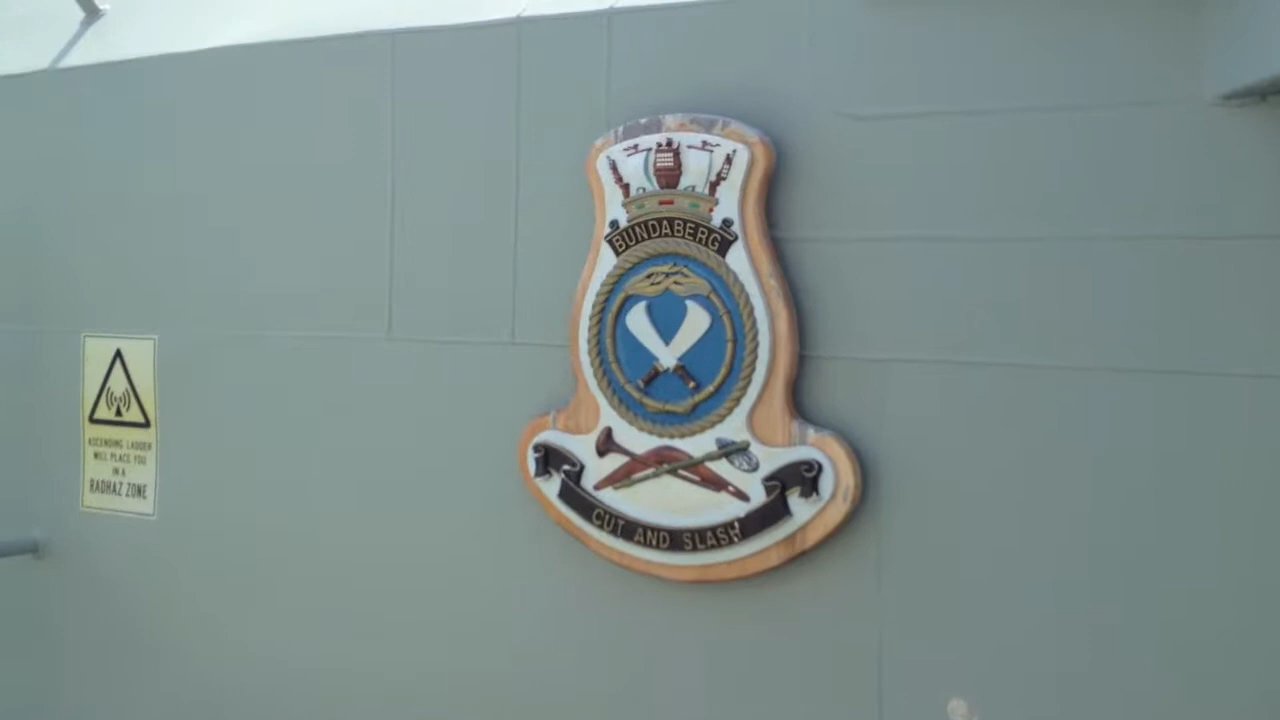 BUNDABERG
CUT AND SLASH
ASCENDING LADDER
WILL PLACE YOU
IN A
RADHAZ ZONE